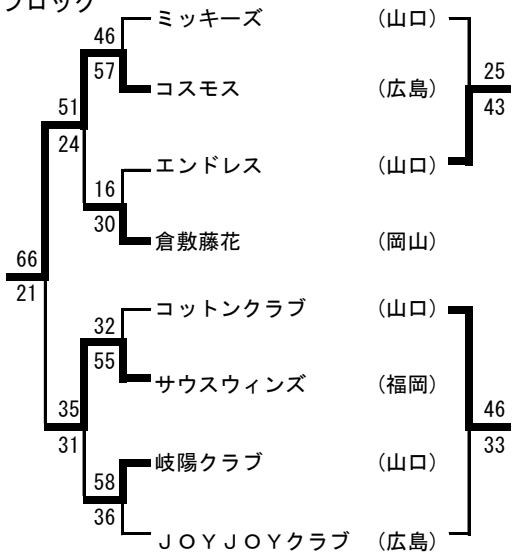 ブロック
ミッキーズ (山口)
46
57
25
コスモス (広島)
43
51
24
エンドレス (山口)
16
30
倉敷藤花 (岡山)
66
21
コットンクラブ (山口)
32
55
サウスウィンズ (福岡)
35
31
46
33
岐陽クラブ (山口)
58
36
ＪＯＹＪＯＹクラブ (広島)